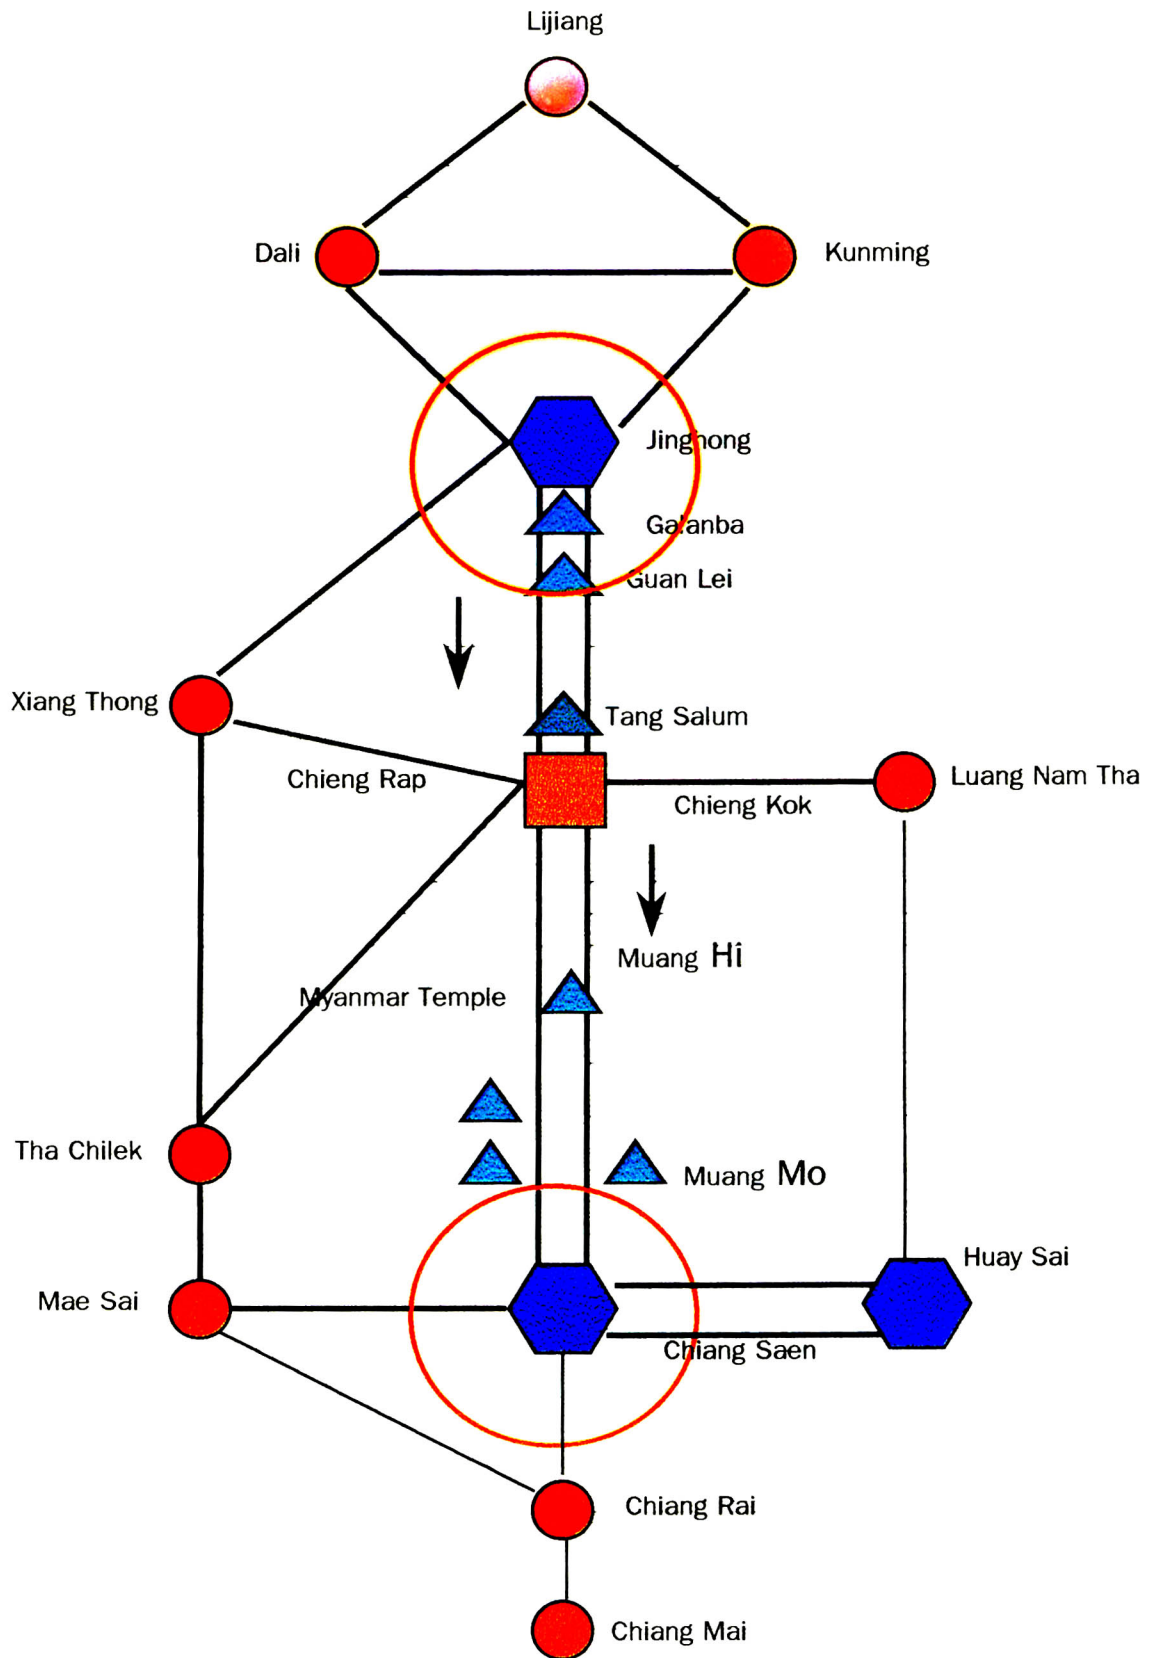 Lijiang
Dali
Kunming
Jinghong
Galanba
Guan Lei
Xiang Thong
Tang Salum
Chieng Rap
Luang Nam Tha
Chieng Kok
Muang Hi
Myanmar Temple
Tha Chilek
Muang Mo
Huay Sai
Mae Sai
Chiang Saen
Chiang Rai
Chiang Mai